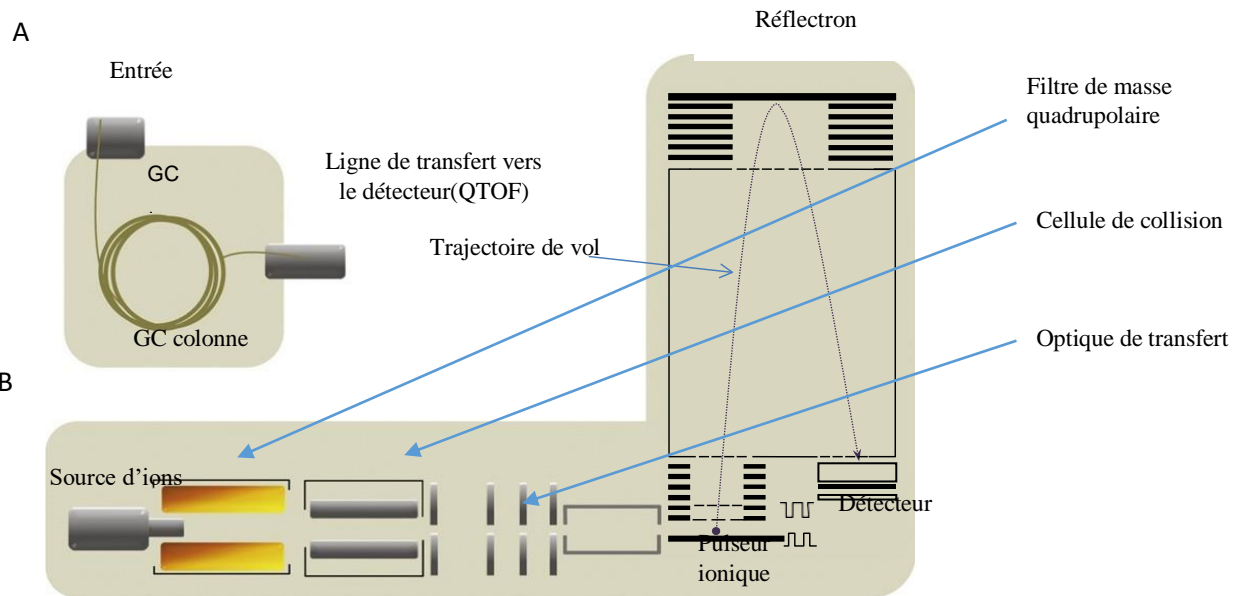 A
Entrée
GC
GC colonne
Ligne de transfert vers
le détecteur(QTOF)
Réflectron
Trajectoire de vol
Filtre de masse
quadrupolaire
Cellule de collision
Optique de transfert
B
Source d'ions
Détecteur
Pulseur
ionique